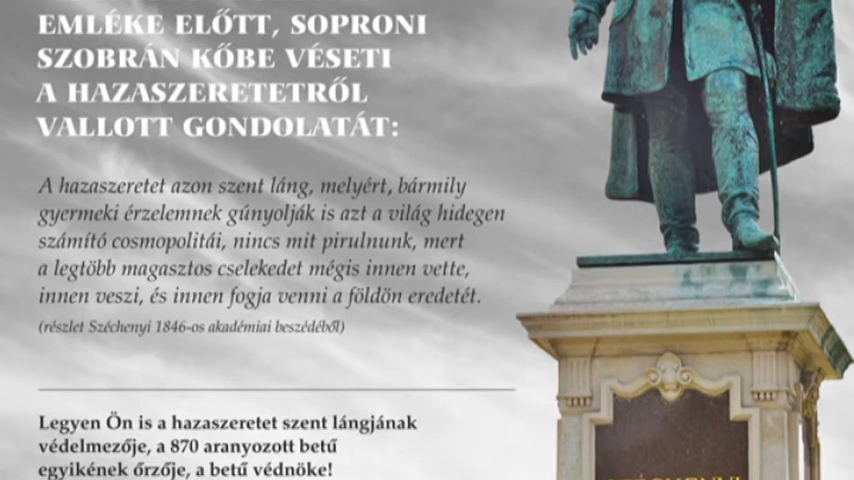 EMLÉKE ELŐTT, SOPRONI
SZOBRÁN KŐBE VÉSETI
A HAZASZERETETRŐL
VALLOTT GONDOLATÁT:
A hazaszeretet azon szent láng, melyért, bármily
gyermeki érzelemnek gúnyolják is azt a világ hidegen
számító cosmopolitái, nincs mit pirulnunk, mert
a legtöbb magasztos cselekedet mégis innen vette,
innen veszi, és innen fogja venni a földön eredetét.
(részlet Széchenyi 1846-os akadémiai beszédéből)
Legyen Ön is a hazaszeretet szent lángjának
védelmezője, a 870 aranyozott betű
egyikének őrzője, a betű védnöke!